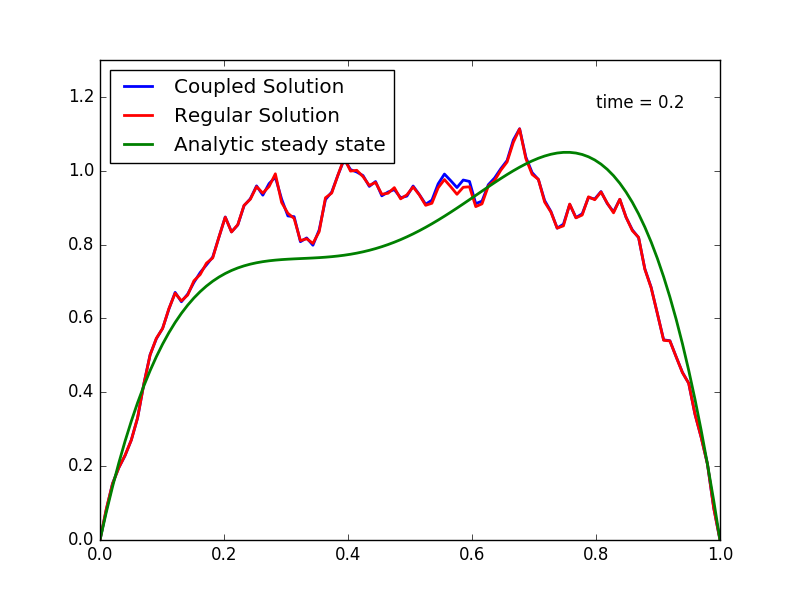 Coupled Solution
Regular Solution
Analytic steady state
time = 0.2
1.2
1.0
0.8
0.6
0.4
0.2
0.0
0.0 0.2 0.4 0.6 0.8 1.0